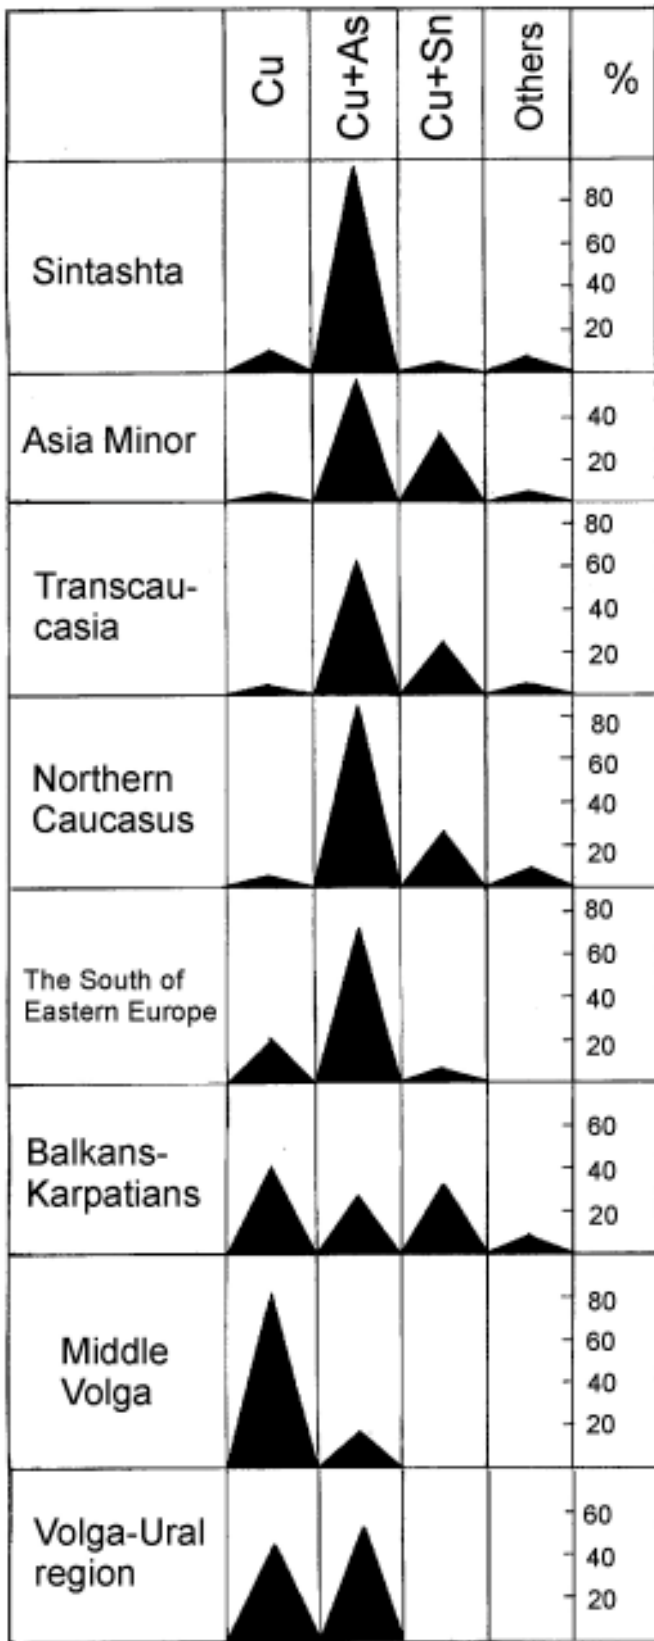 Cu
Cu+As
Cu+Sn
Others
%
Sintashta
80
60
40
20
Asia Minor
40
20
Transcau-
casia
80
60
40
20
Northern
Caucasus
80
60
40
20
The South of
Eastern Europe
80
60
40
20
Balkans-
Karpatians
60
40
20
Middle
Volga
80
60
40
20
Volga-Ural
region
60
40
20